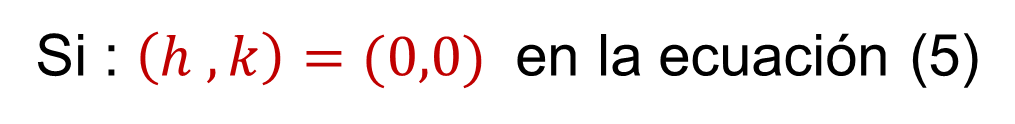 Si : (h , k) = (0,0) en la ecuación (5)